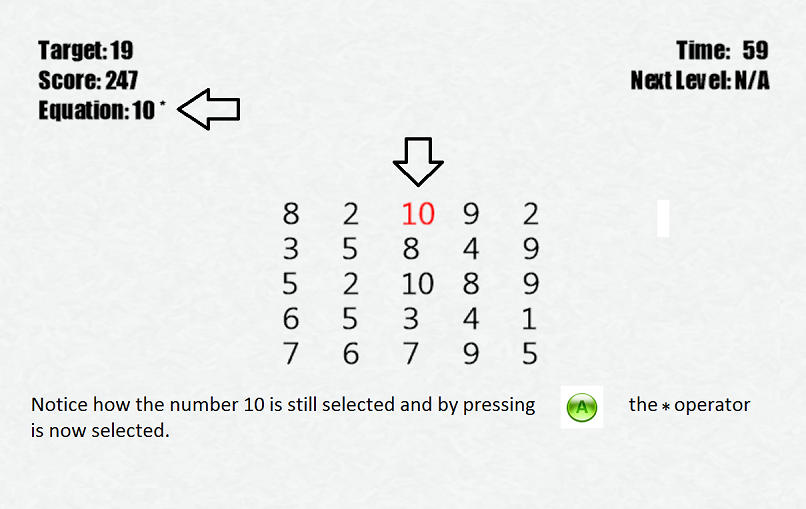 Target: 19
Time: 59
Score: 247
Next Level: N/A
Equation: 10 *
8 2 10 9 2
3 5 8 4 9
5 2 10 8 9
6 5 3 4 1
7 6 7 9 5
Notice how the number 10 is still selected and by pressing A the * operator
is now selected.